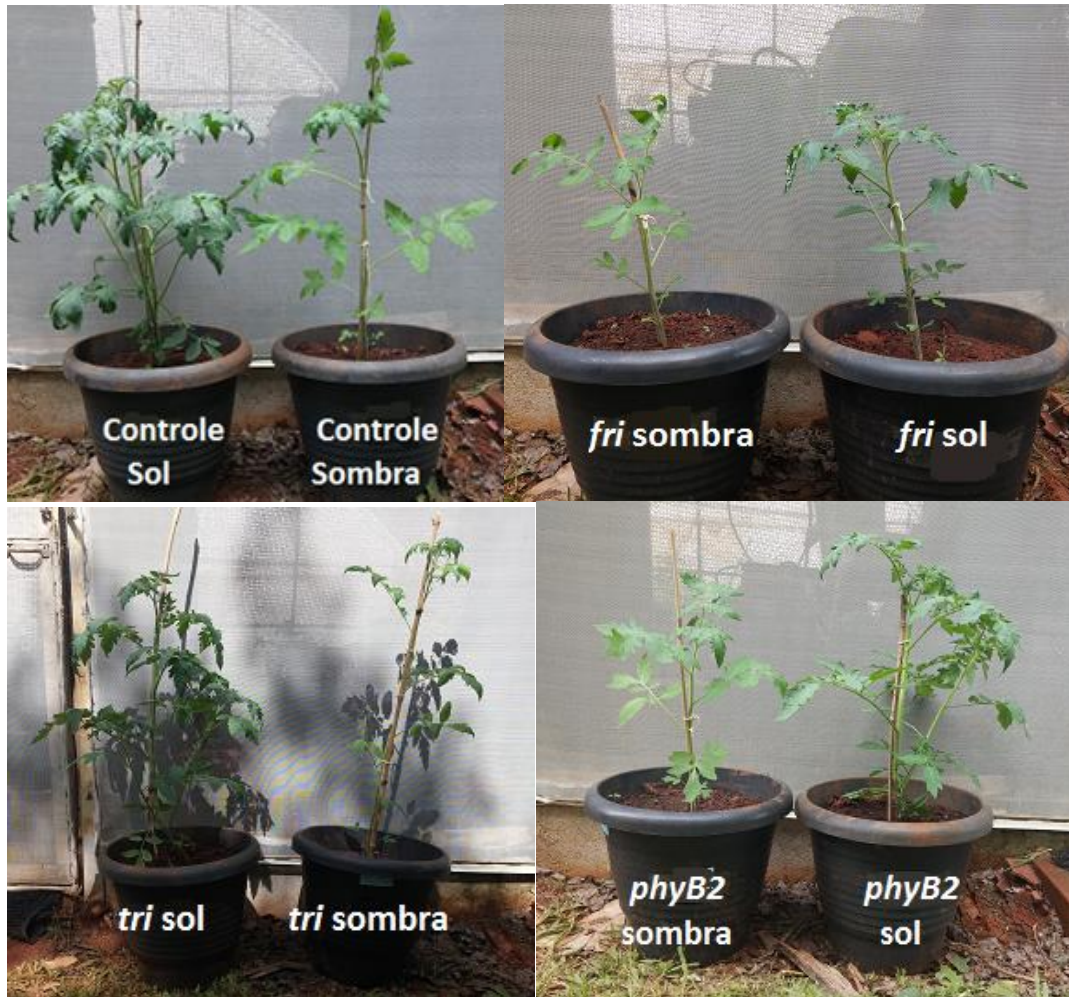 Controle
Sol
Controle
Sombra
fri sombra
fri sol
tri sol
tri sombra
phyB2
sombra
phyB2
sol